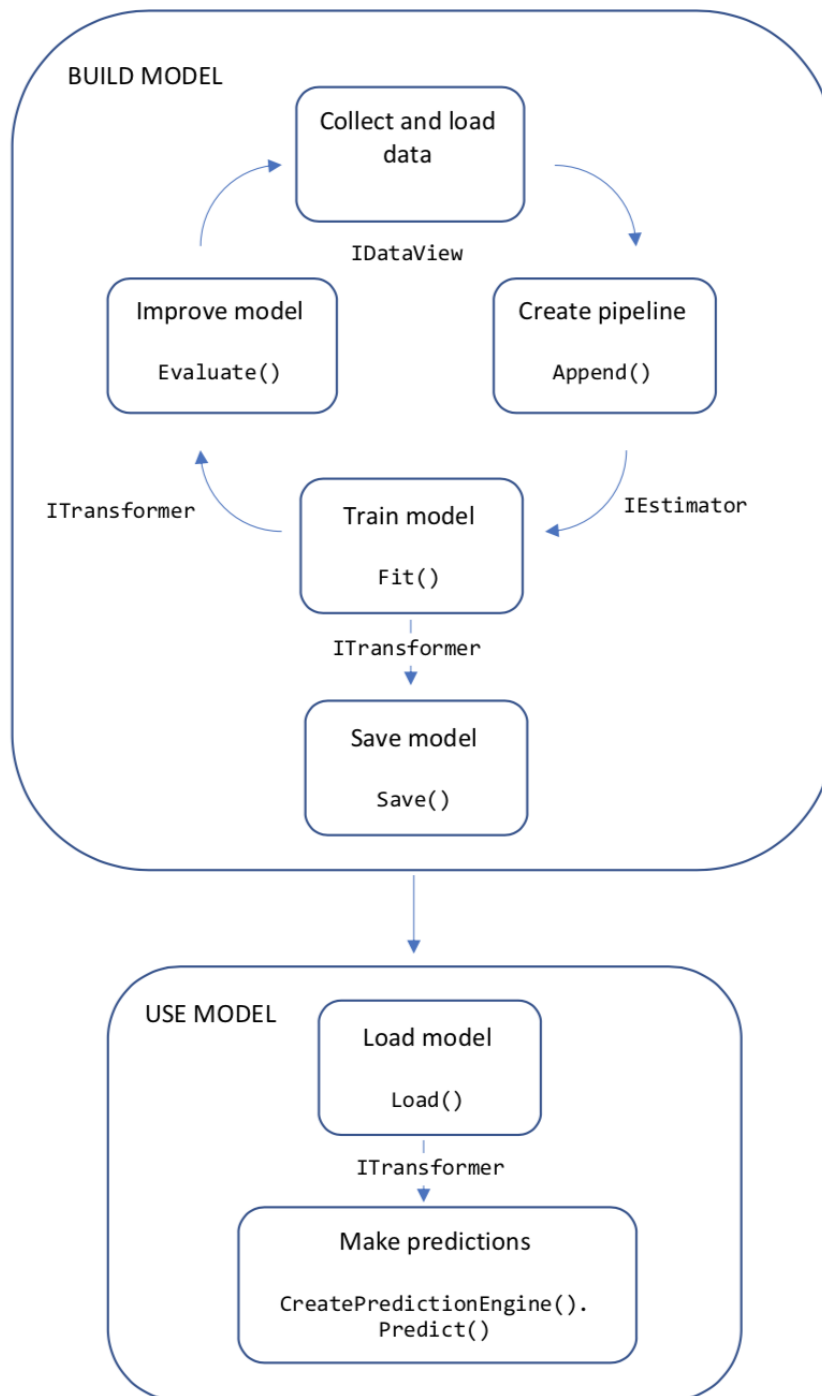 BUILD MODEL
Collect and load
data
IDataView
Improve model
Evaluate()
Create pipeline
Append()
ITransformer
Train model
Fit()
IEstimator
ITransformer
Save model
Save()
USE MODEL
Load model
Load()
ITransformer
Make predictions
CreatePredictionEngine().
Predict()